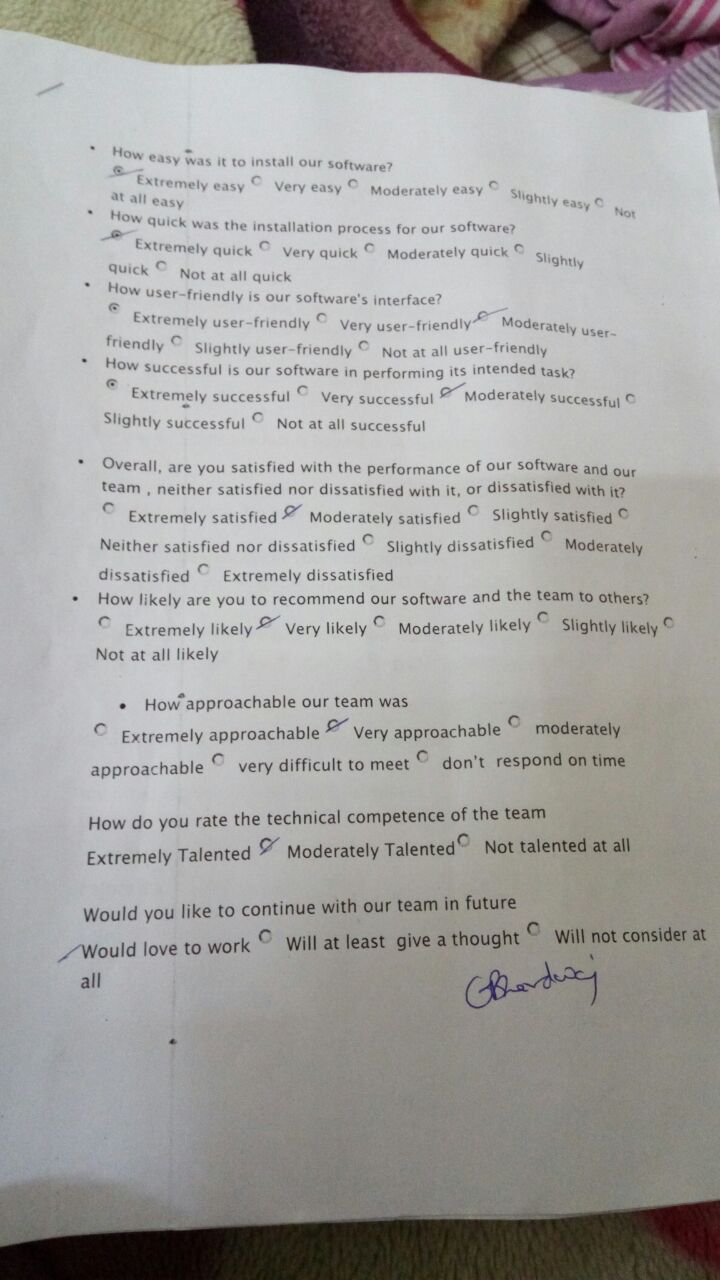 • How easy was it to install our software?
Extremely easy Very easy Moderately easy Slightly easy Not
at all easy
• How quick was the installation process for our software?
Extremely quick Very quick Moderately quick Slightly
quick Not at all quick
• How user-friendly is our software's interface?
Extremely user-friendly Very user-friendly Moderately user-
friendly Slightly user-friendly Not at all user-friendly
• How successful is our software in performing its intended task?
Extremely successful Very successful Moderately successful
Slightly successful Not at all successful
• Overall, are you satisfied with the performance of our software and our
team , neither satisfied nor dissatisfied with it, or dissatisfied with it?
Extremely satisfied Moderately satisfied Slightly satisfied
Neither satisfied nor dissatisfied Slightly dissatisfied Moderately
dissatisfied Extremely dissatisfied
• How likely are you to recommend our software and the team to others?
Extremely likely Very likely Moderately likely Slightly likely
Not at all likely
• How approachable our team was
Extremely approachable Very approachable moderately
approachable very difficult to meet don't respond on time
How do you rate the technical competence of the team
Extremely Talented Moderately Talented Not talented at all
Would you like to continue with our team in future
Would love to work Will at least give a thought Will not consider at
all
GBhardwaj